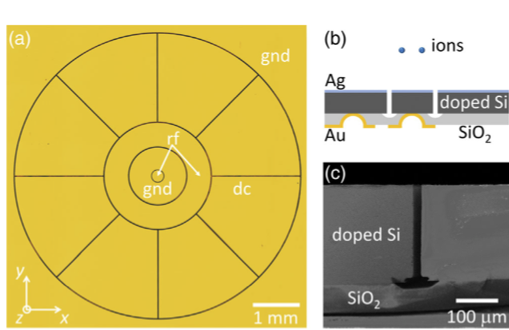 (a)
gnd
rf
gnd
dc
y
z
x
1 mm
(b)
ions
Ag
doped Si
Au
SiO₂
(c)
doped Si
SiO₂
100 μm